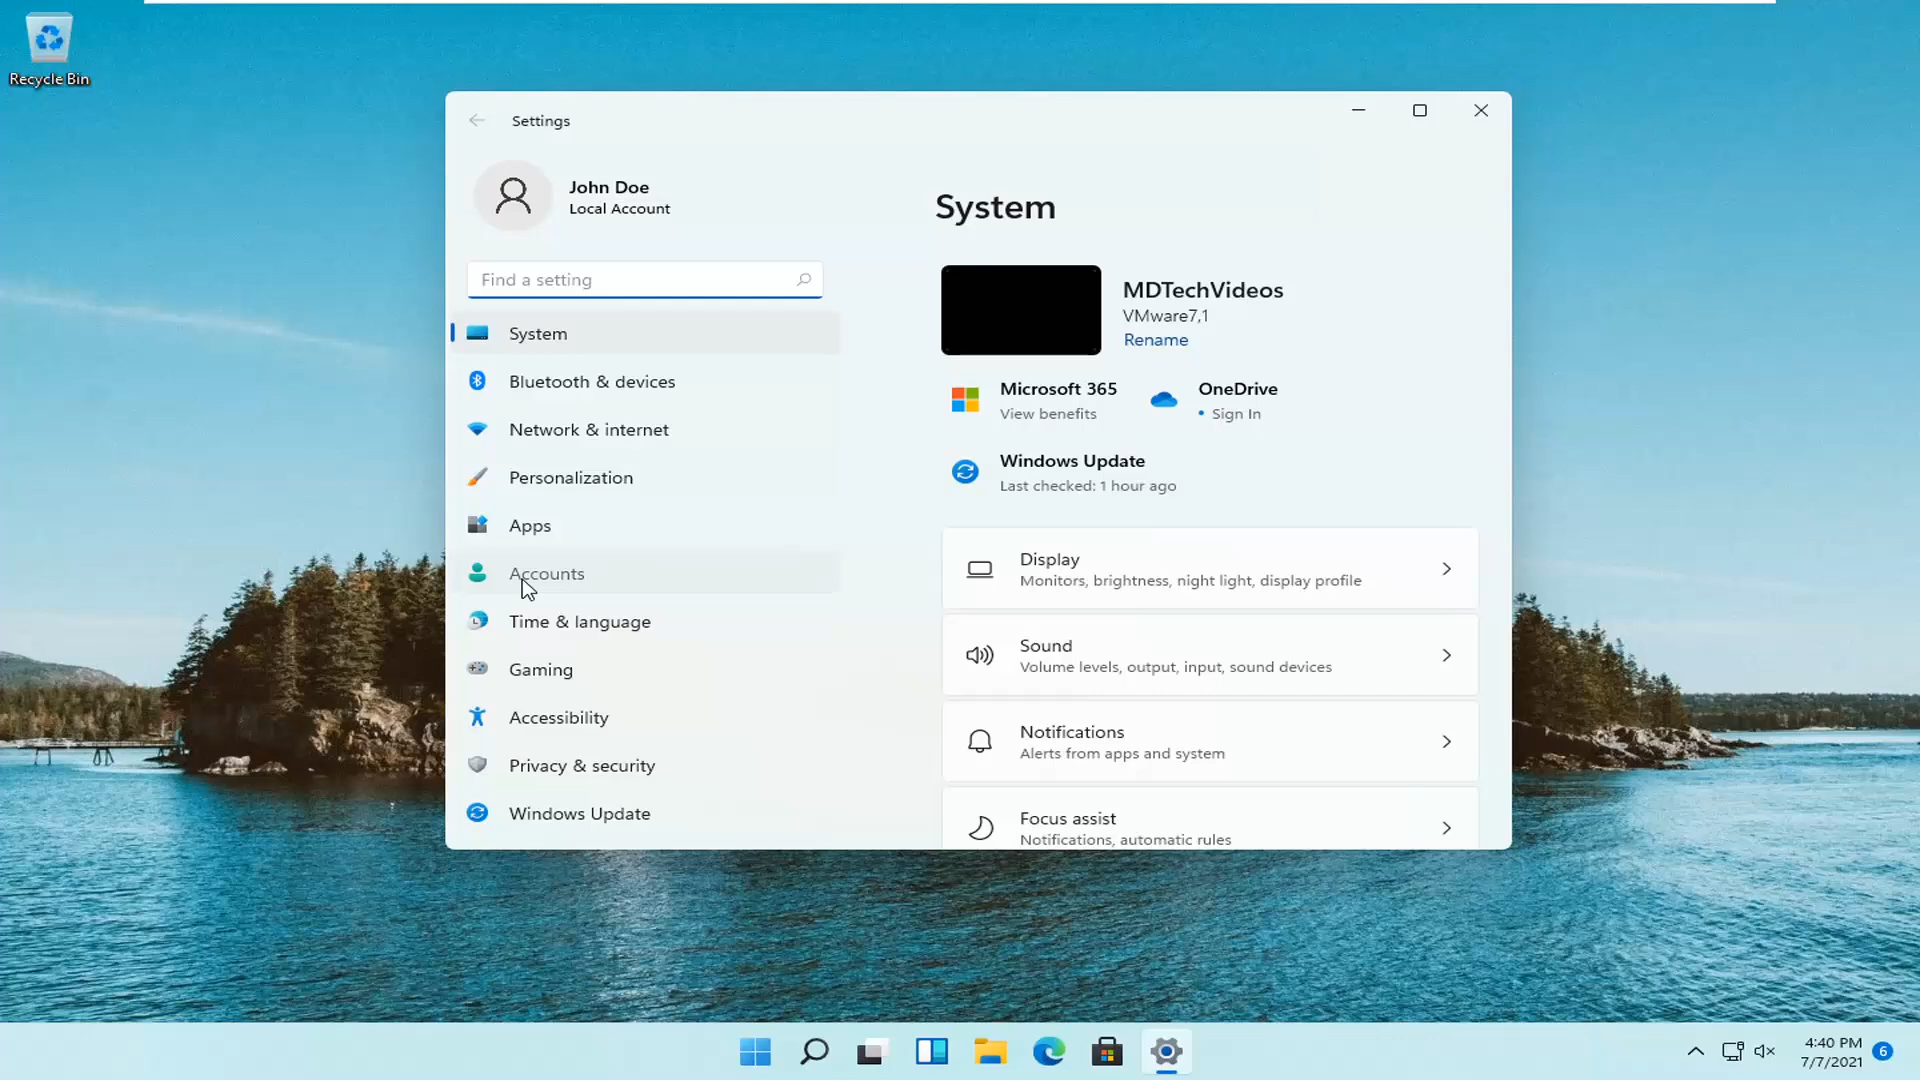 Recycle Bin
Settings
John Doe
Local Account
Find a setting
System
Bluetooth & devices
Network & internet
Personalization
Apps
Accounts
Time & language
Gaming
Accessibility
Privacy & security
Windows Update
System
MDTechVideos
VMware7,1
Rename
Microsoft 365
View benefits
OneDrive
• Sign In
Windows Update
Last checked: 1 hour ago
Display
Monitors, brightness, night light, display profile
Sound
Volume levels, output, input, sound devices
Notifications
Alerts from apps and system
Focus assist
Notifications, automatic rules
4:40 PM
7/7/2021
6